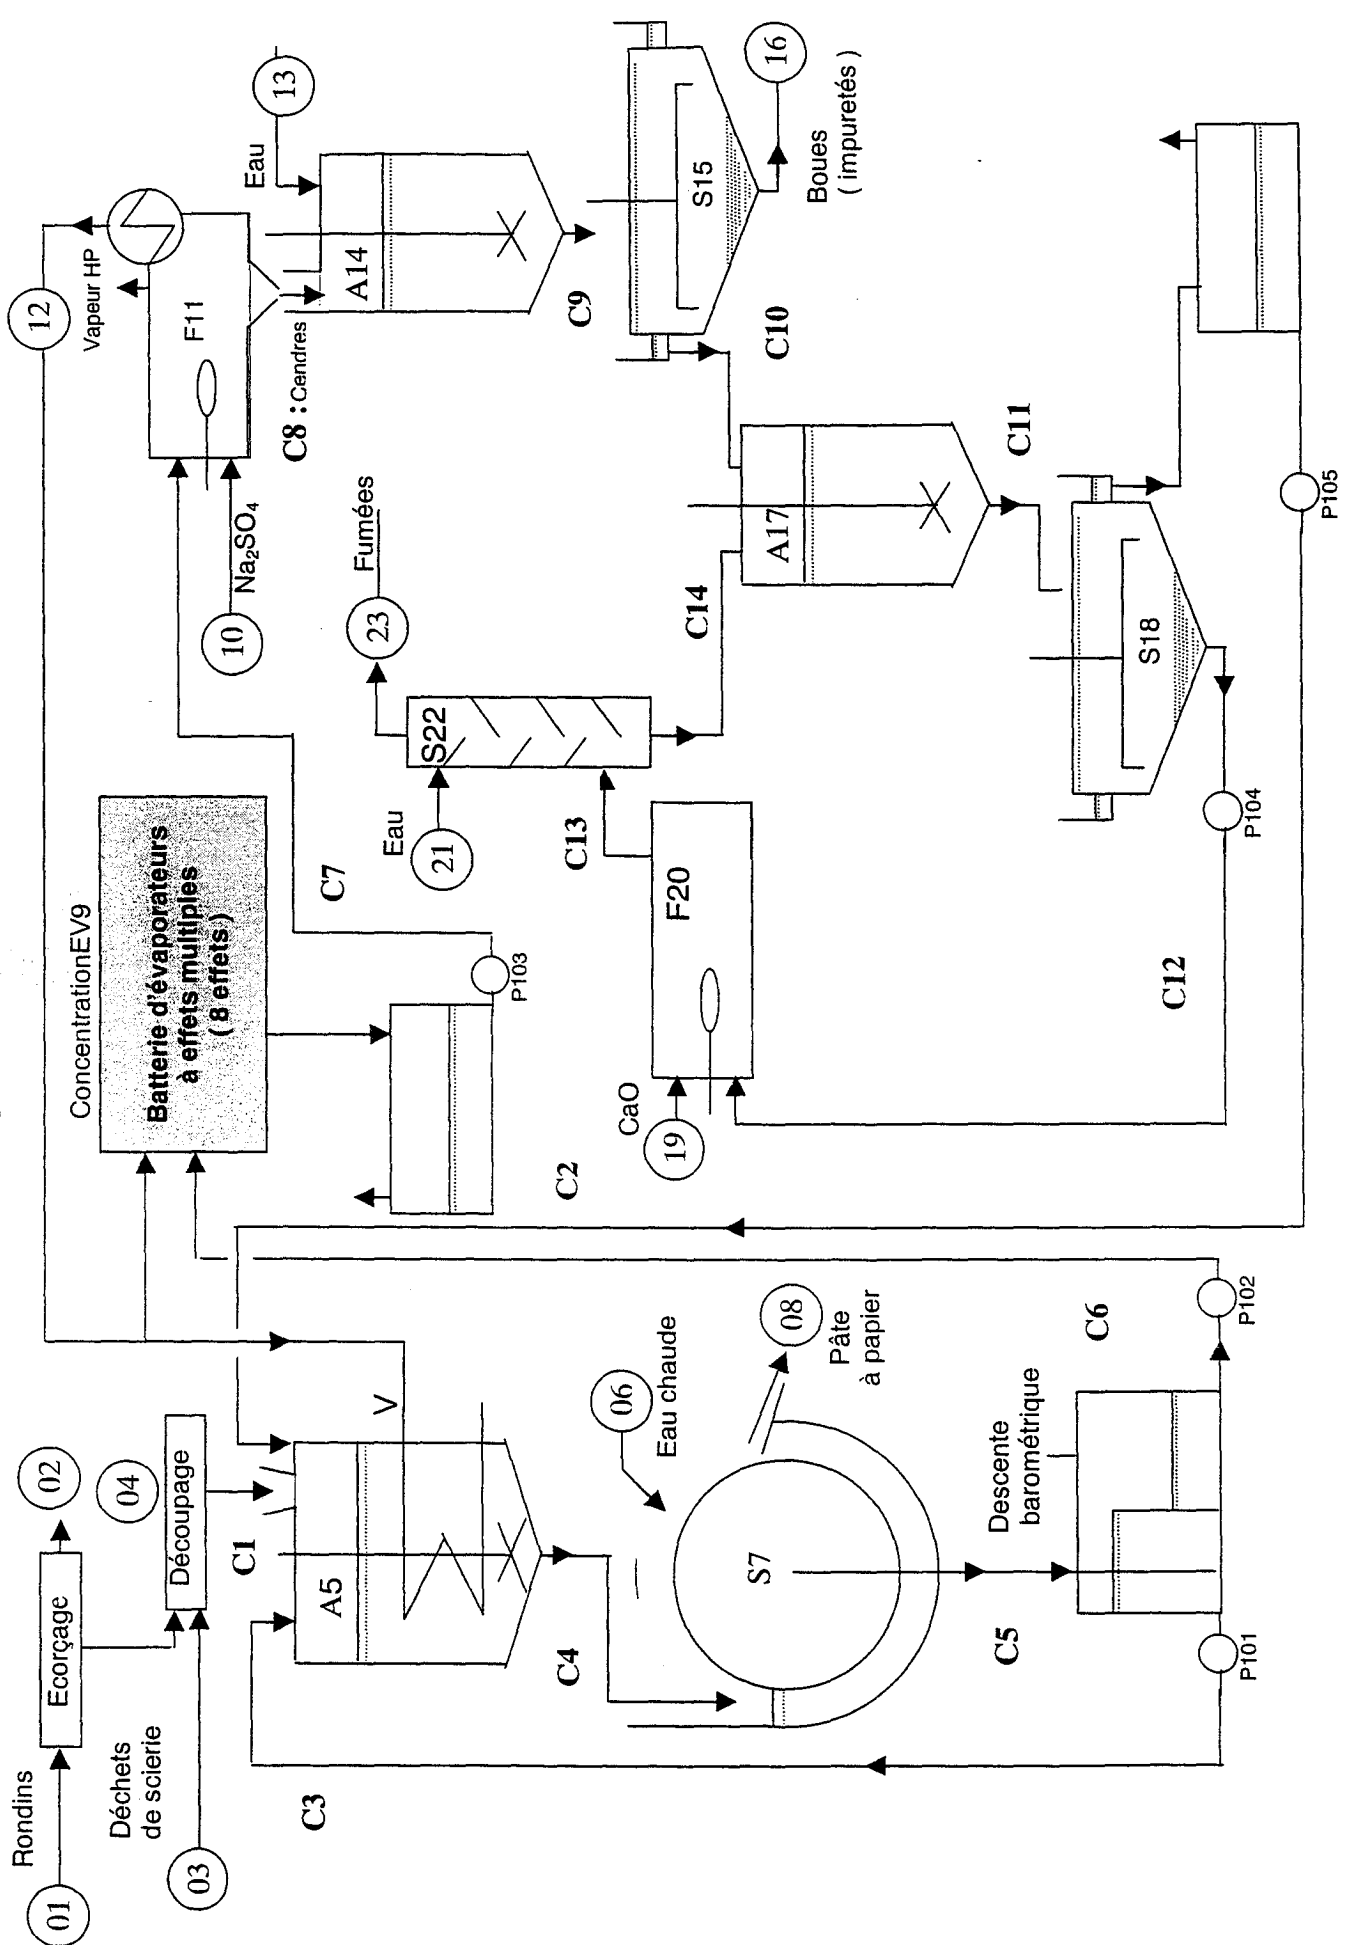 01
Rondins
Ecorçage
02
03
Déchets
de scierie
04
Découpage
C3
C1
A5
V
C4
06
Eau chaude
S7
08
Pâte
à papier
C5
Descente
barométrique
C6
P101
P102
ConcentrationEV9
Batterie d'évaporateurs
à effets multiples
( 8 effets )
C2
P103
C7
12
Vapeur HP
F11
10
Na₂SO₄
C8 : Cendres
Eau
13
A14
C9
S15
16
Boues
( impuretés )
C10
23
Fumées
S22
Eau
21
C13
C14
A17
C11
CaO
19
F20
C12
S18
P104
P105